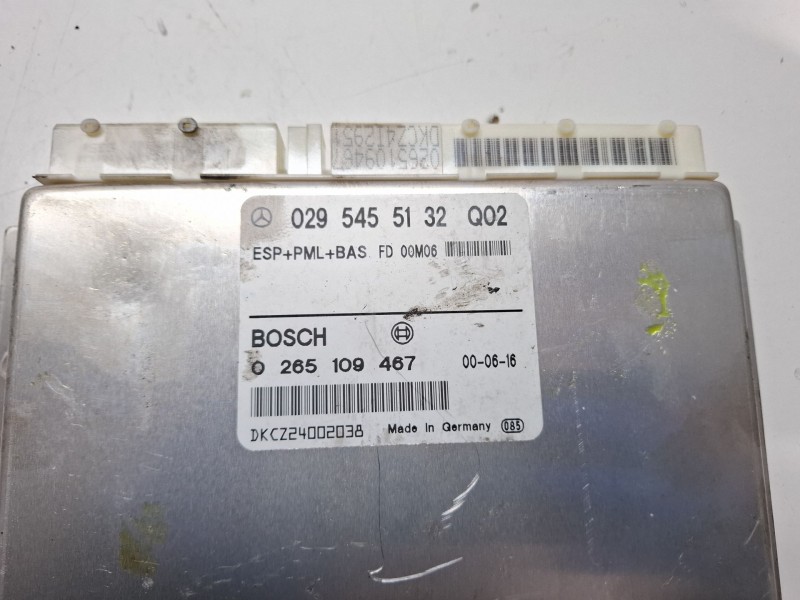 DKCZ412951
0265109467
029 545 51 32 Q02
ESP+PML+BAS FD 00M06
BOSCH
0 265 109 467 00-06-16
DKCZ24002038 Made in Germany 085